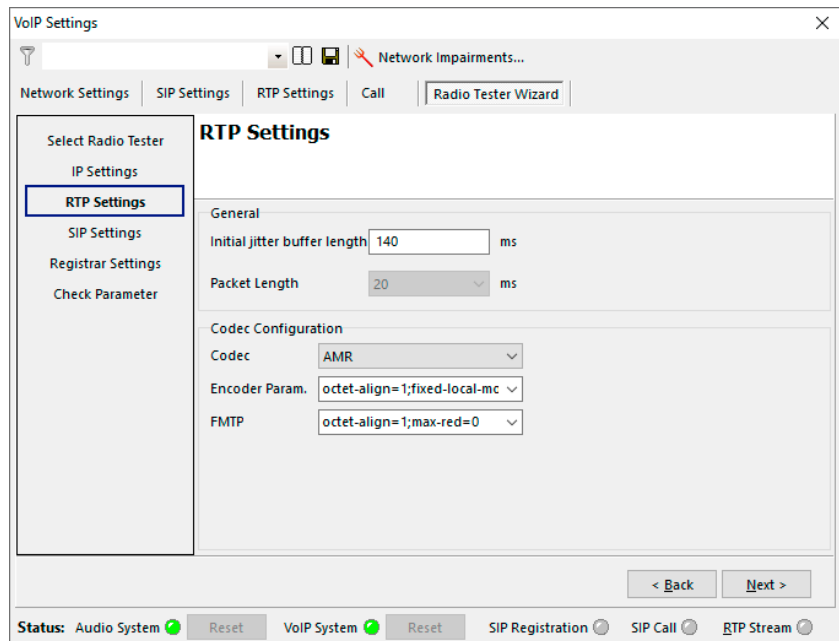 VoIP Settings
Network Impairments...
Network Settings SIP Settings RTP Settings Call Radio Tester Wizard
Select Radio Tester
IP Settings
RTP Settings
SIP Settings
Registrar Settings
Check Parameter
RTP Settings
General
Initial jitter buffer length 140 ms
Packet Length 20 ms
Codec Configuration
Codec AMR
Encoder Param. octet-align=1;fixed-local-mc
FMTP octet-align=1;max-red=0
< Back Next >
Status: Audio System Reset VoIP System Reset SIP Registration SIP Call RTP Stream